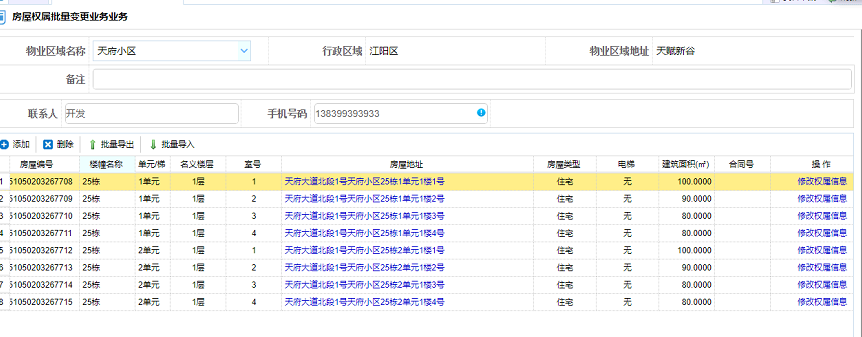 房屋权属批量变更业务业务
物业区域名称 天府小区 行政区域 江阳区 物业区域地址 天赋新谷
备注
联系人 开发 手机号码 138399393933
添加 删除 批量导出 批量导入
房屋编号 楼幢名称 单元/梯 名义楼层 室号 房屋地址 房屋类型 电梯 建筑面积(㎡) 合同号 操 作
1 51050203267708 25栋 1单元 1层 1 天府大道北段1号天府小区25栋1单元1楼1号 住宅 无 100.0000 修改权属信息
2 51050203267709 25栋 1单元 1层 2 天府大道北段1号天府小区25栋1单元1楼2号 住宅 无 90.0000 修改权属信息
3 51050203267710 25栋 1单元 1层 3 天府大道北段1号天府小区25栋1单元1楼3号 住宅 无 80.0000 修改权属信息
4 51050203267711 25栋 1单元 1层 4 天府大道北段1号天府小区25栋1单元1楼4号 住宅 无 80.0000 修改权属信息
5 51050203267712 25栋 2单元 1层 1 天府大道北段1号天府小区25栋2单元1楼1号 住宅 无 100.0000 修改权属信息
6 51050203267713 25栋 2单元 1层 2 天府大道北段1号天府小区25栋2单元1楼2号 住宅 无 90.0000 修改权属信息
7 51050203267714 25栋 2单元 1层 3 天府大道北段1号天府小区25栋2单元1楼3号 住宅 无 80.0000 修改权属信息
8 51050203267715 25栋 2单元 1层 4 天府大道北段1号天府小区25栋2单元1楼4号 住宅 无 80.0000 修改权属信息